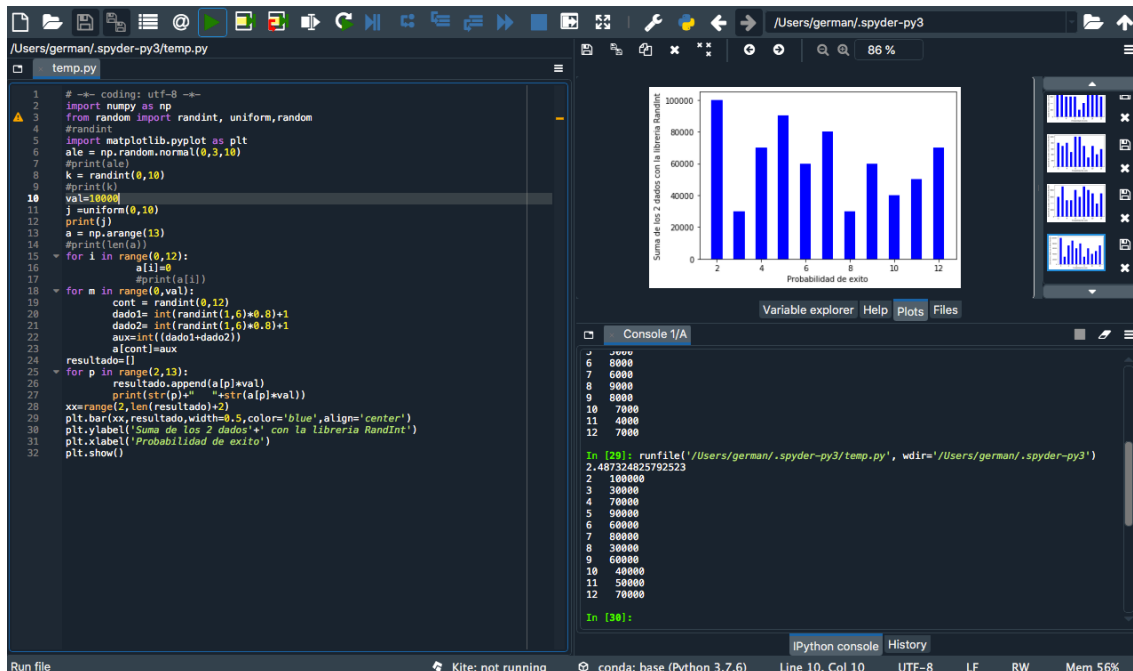 /Users/german/.spyder-py3
/Users/german/.spyder-py3/temp.py
temp.py
1 # -*- coding: utf-8 -*-
2 import numpy as np
3 from random import randint, uniform,random
4 #randint
5 import matplotlib.pyplot as plt
6 ale = np.random.normal(0,3,10)
7 #print(ale)
8 k = randint(0,10)
9 #print(k)
10 val=10000
11 j =uniform(0,10)
12 print(j)
13 a = np.arange(13)
14 #print(len(a))
15 for i in range(0,12):
16 a[i]=0
17 #print(a[i])
18 for m in range(0,val):
19 cont = randint(0,12)
20 dado1= int(randint(1,6)*0.8)+1
21 dado2= int(randint(1,6)*0.8)+1
22 aux=int((dado1+dado2))
23 a[cont]=aux
24 resultado=[]
25 for p in range(2,13):
26 resultado.append(a[p]*val)
27 print(str(p)+"   "+str(a[p]*val))
28 xx=range(2,len(resultado)+2)
29 plt.bar(xx,resultado,width=0.5,color='blue',align='center')
30 plt.ylabel('Suma de los 2 dados'+' con la libreria RandInt')
31 plt.xlabel('Probabilidad de exito')
32 plt.show()
86 %
Suma de los 2 dados con la libreria RandInt
100000
80000
60000
40000
20000
0
2 4 6 8 10 12
Probabilidad de exito
Variable explorer Help Plots Files
Console 1/A
5 5000
6 8000
7 6000
8 9000
9 8000
10 7000
11 4000
12 7000
In [29]: runfile('/Users/german/.spyder-py3/temp.py', wdir='/Users/german/.spyder-py3')
2.487324825792523
2 100000
3 30000
4 70000
5 90000
6 60000
7 80000
8 30000
9 60000
10 40000
11 50000
12 70000
In [30]:
IPython console History
Run file Kite: not running conda: base (Python 3.7.6) Line 10, Col 10 UTF-8 LF RW Mem 56%